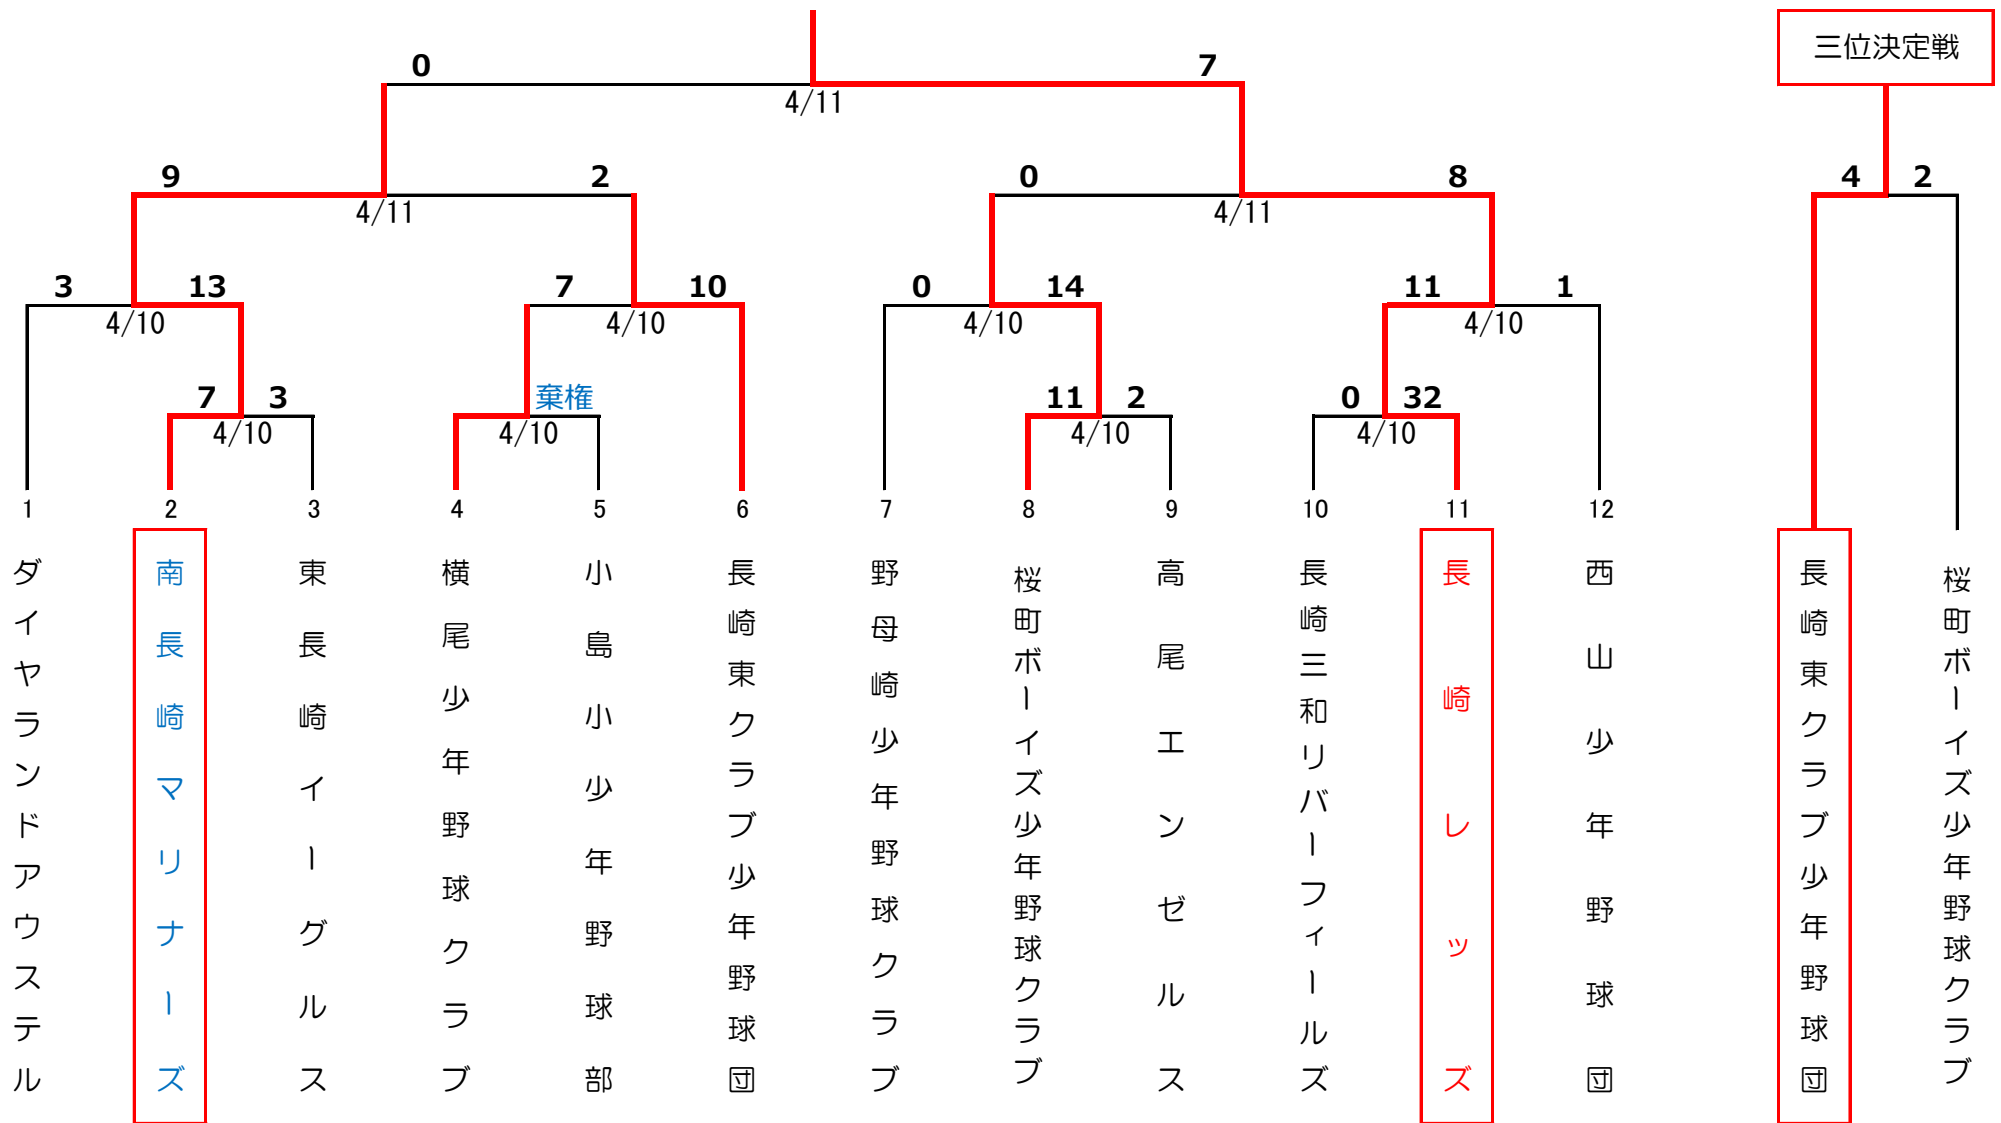 三位決定戦
0
7
4/11
9
2
0
8
4
2
4/11
4/11
3
13
7
10
0
14
11
1
4/10
4/10
4/10
4/10
7
3
棄権
11
2
0
32
4/10
4/10
4/10
4/10
1
2
3
4
5
6
7
8
9
10
11
12
ダイヤランドアウステル
南長崎マリナーズ
東長崎イーグルス
横尾少年野球クラブ
小島小少年野球部
長崎東クラブ少年野球団
野母崎少年野球クラブ
桜町ボーイズ少年野球クラブ
高尾エンゼルス
長崎三和リバーフィールズ
長崎レッズ
西山少年野球団
長崎東クラブ少年野球団
桜町ボーイズ少年野球クラブ